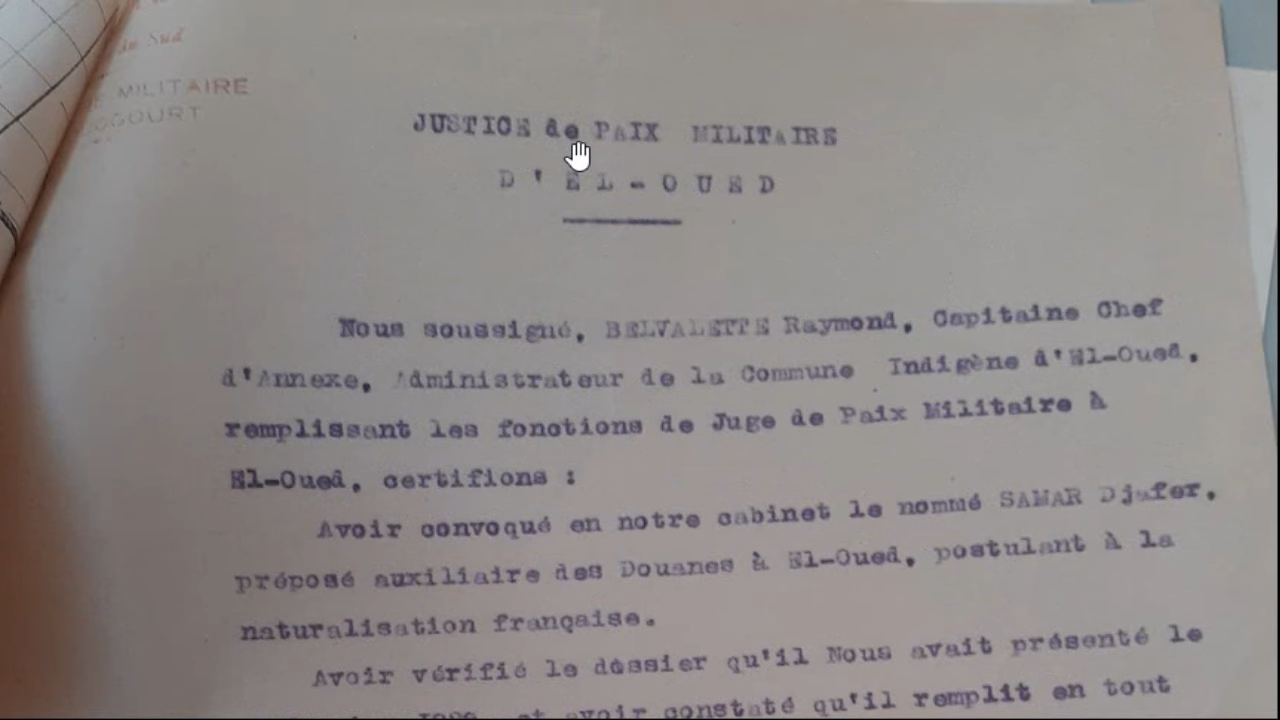 du Sud
MILITAIRE
JUSTICE de PAIX MILITAIRE
D'EL-OUED
Nous soussigné, BELVALETTE Raymond, Capitaine Chef
d'Annexe, Administrateur de la Commune Indigène d'El-Oued,
remplissant les fonctions de Juge de Paix Militaire à
El-Oued, certifions :
Avoir convoqué en notre cabinet le nommé SAMAR Djafer,
préposé auxiliaire des Douanes à El-Oued, postulant à la
naturalisation française.
Avoir vérifié le dossier qu'il Nous avait présenté le
et avoir constaté qu'il remplit en tout